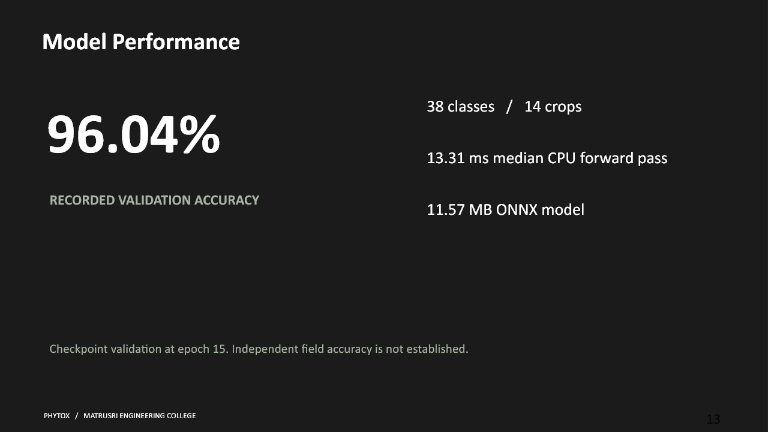 Model Performance
96.04%
RECORDED VALIDATION ACCURACY
38 classes / 14 crops
13.31 ms median CPU forward pass
11.57 MB ONNX model
Checkpoint validation at epoch 15. Independent field accuracy is not established.
PHYTOX / MATRUSRI ENGINEERING COLLEGE
13